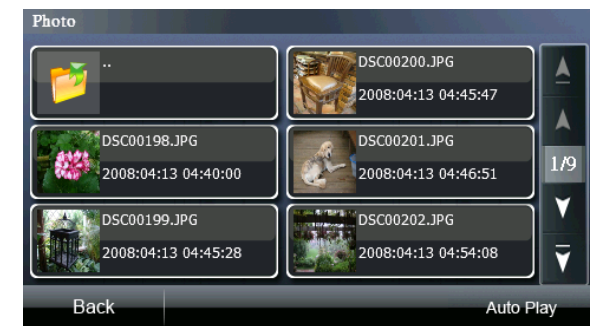 Photo
..
DSC00198.JPG
2008:04:13 04:40:00
DSC00199.JPG
2008:04:13 04:45:28
DSC00200.JPG
2008:04:13 04:45:47
DSC00201.JPG
2008:04:13 04:46:51
DSC00202.JPG
2008:04:13 04:54:08
1/9
Back
Auto Play